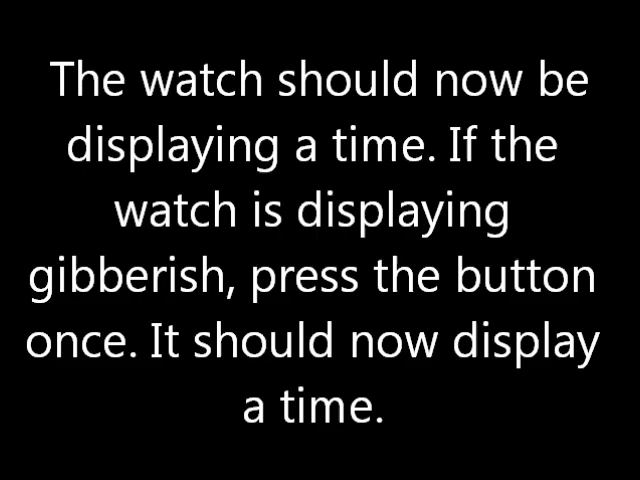 The watch should now be
displaying a time. If the
watch is displaying
gibberish, press the button
once. It should now display
a time.